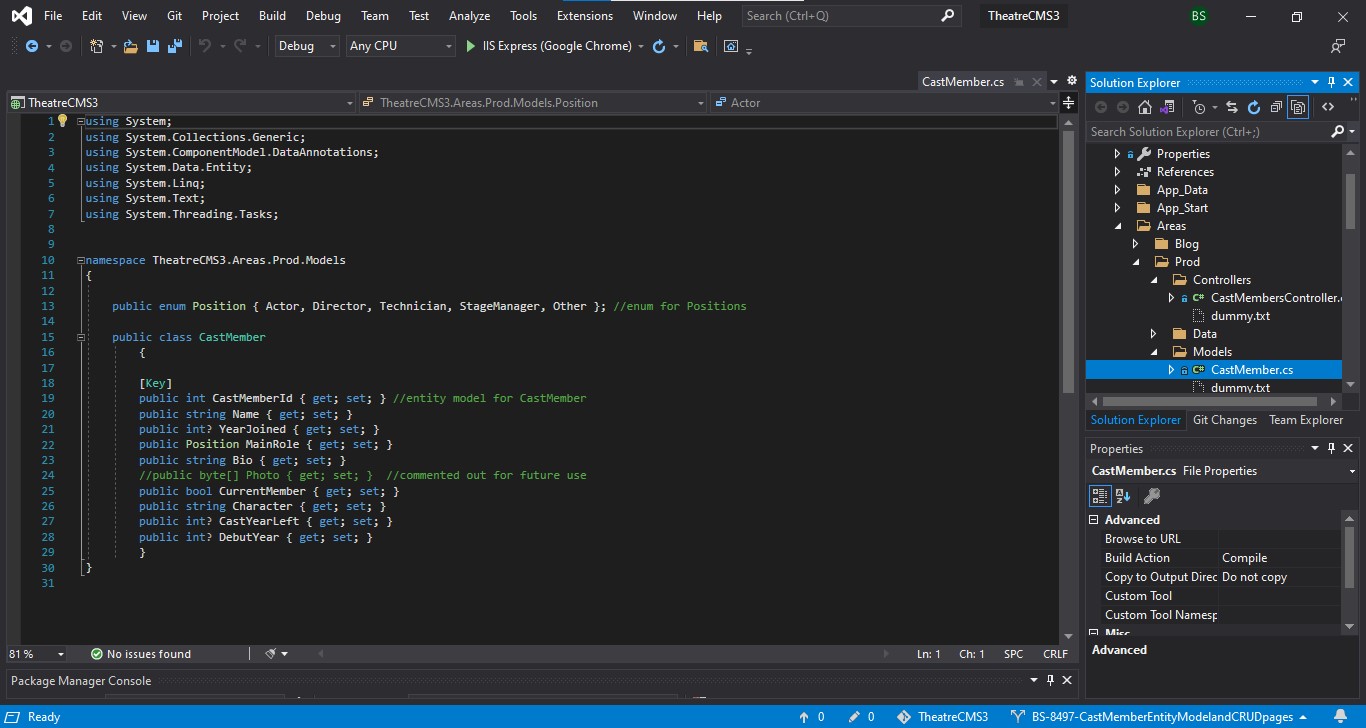 File Edit View Git Project Build Debug Team Test Analyze Tools Extensions Window Help Search (Ctrl+Q) TheatreCMS3 BS
Debug Any CPU IIS Express (Google Chrome)
CastMember.cs
TheatreCMS3 TheatreCMS3.Areas.Prod.Models.Position Actor
1 using System;
2 using System.Collections.Generic;
3 using System.ComponentModel.DataAnnotations;
4 using System.Data.Entity;
5 using System.Linq;
6 using System.Text;
7 using System.Threading.Tasks;
8
9
10 namespace TheatreCMS3.Areas.Prod.Models
11 {
12
13 public enum Position { Actor, Director, Technician, StageManager, Other }; //enum for Positions
14
15 public class CastMember
16 {
17
18 [Key]
19 public int CastMemberId { get; set; } //entity model for CastMember
20 public string Name { get; set; }
21 public int? YearJoined { get; set; }
22 public Position MainRole { get; set; }
23 public string Bio { get; set; }
24 //public byte[] Photo { get; set; } //commented out for future use
25 public bool CurrentMember { get; set; }
26 public string Character { get; set; }
27 public int? CastYearLeft { get; set; }
28 public int? DebutYear { get; set; }
29 }
30 }
31
81 % No issues found Ln: 1 Ch: 1 SPC CRLF
Package Manager Console
Solution Explorer
Search Solution Explorer (Ctrl+;)
Properties
References
App_Data
App_Start
Areas
Blog
Prod
Controllers
C# CastMembersController.
dummy.txt
Data
Models
C# CastMember.cs
dummy.txt
Solution Explorer Git Changes Team Explorer
Properties
CastMember.cs File Properties
Advanced
Browse to URL
Build Action Compile
Copy to Output Direc Do not copy
Custom Tool
Custom Tool Namesp
Misc
Advanced
Ready 0 0 TheatreCMS3 BS-8497-CastMemberEntityModelandCRUDpages